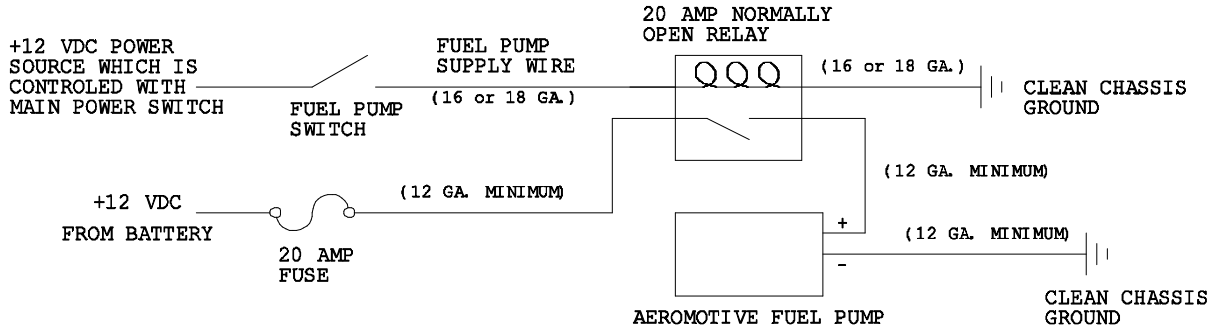 20 AMP NORMALLY
OPEN RELAY
+12 VDC POWER
SOURCE WHICH IS
CONTROLED WITH
MAIN POWER SWITCH
FUEL PUMP
SUPPLY WIRE
(16 or 18 GA.)
(16 or 18 GA.)
FUEL PUMP
SWITCH
CLEAN CHASSIS
GROUND
(12 GA. MINIMUM)
(12 GA. MINIMUM)
+12 VDC
FROM BATTERY
20 AMP
FUSE
+
-
(12 GA. MINIMUM)
CLEAN CHASSIS
GROUND
AEROMOTIVE FUEL PUMP